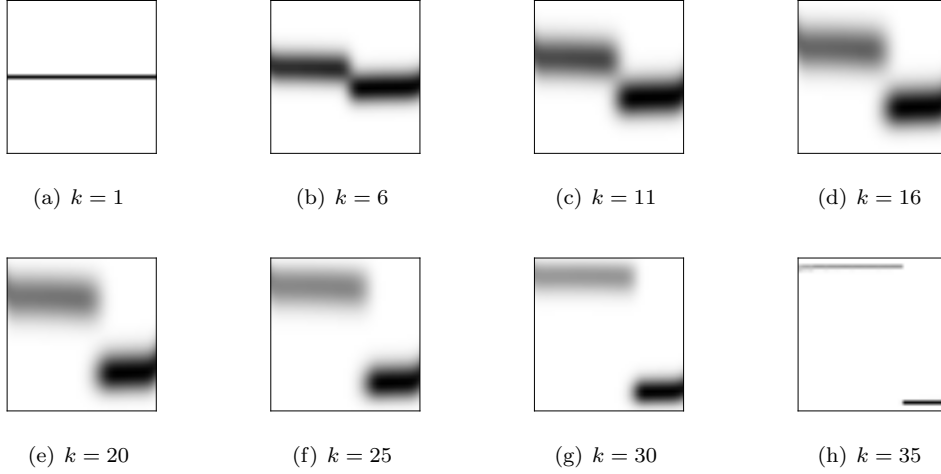 (a) k = 1
(b) k = 6
(c) k = 11
(d) k = 16
(e) k = 20
(f) k = 25
(g) k = 30
(h) k = 35